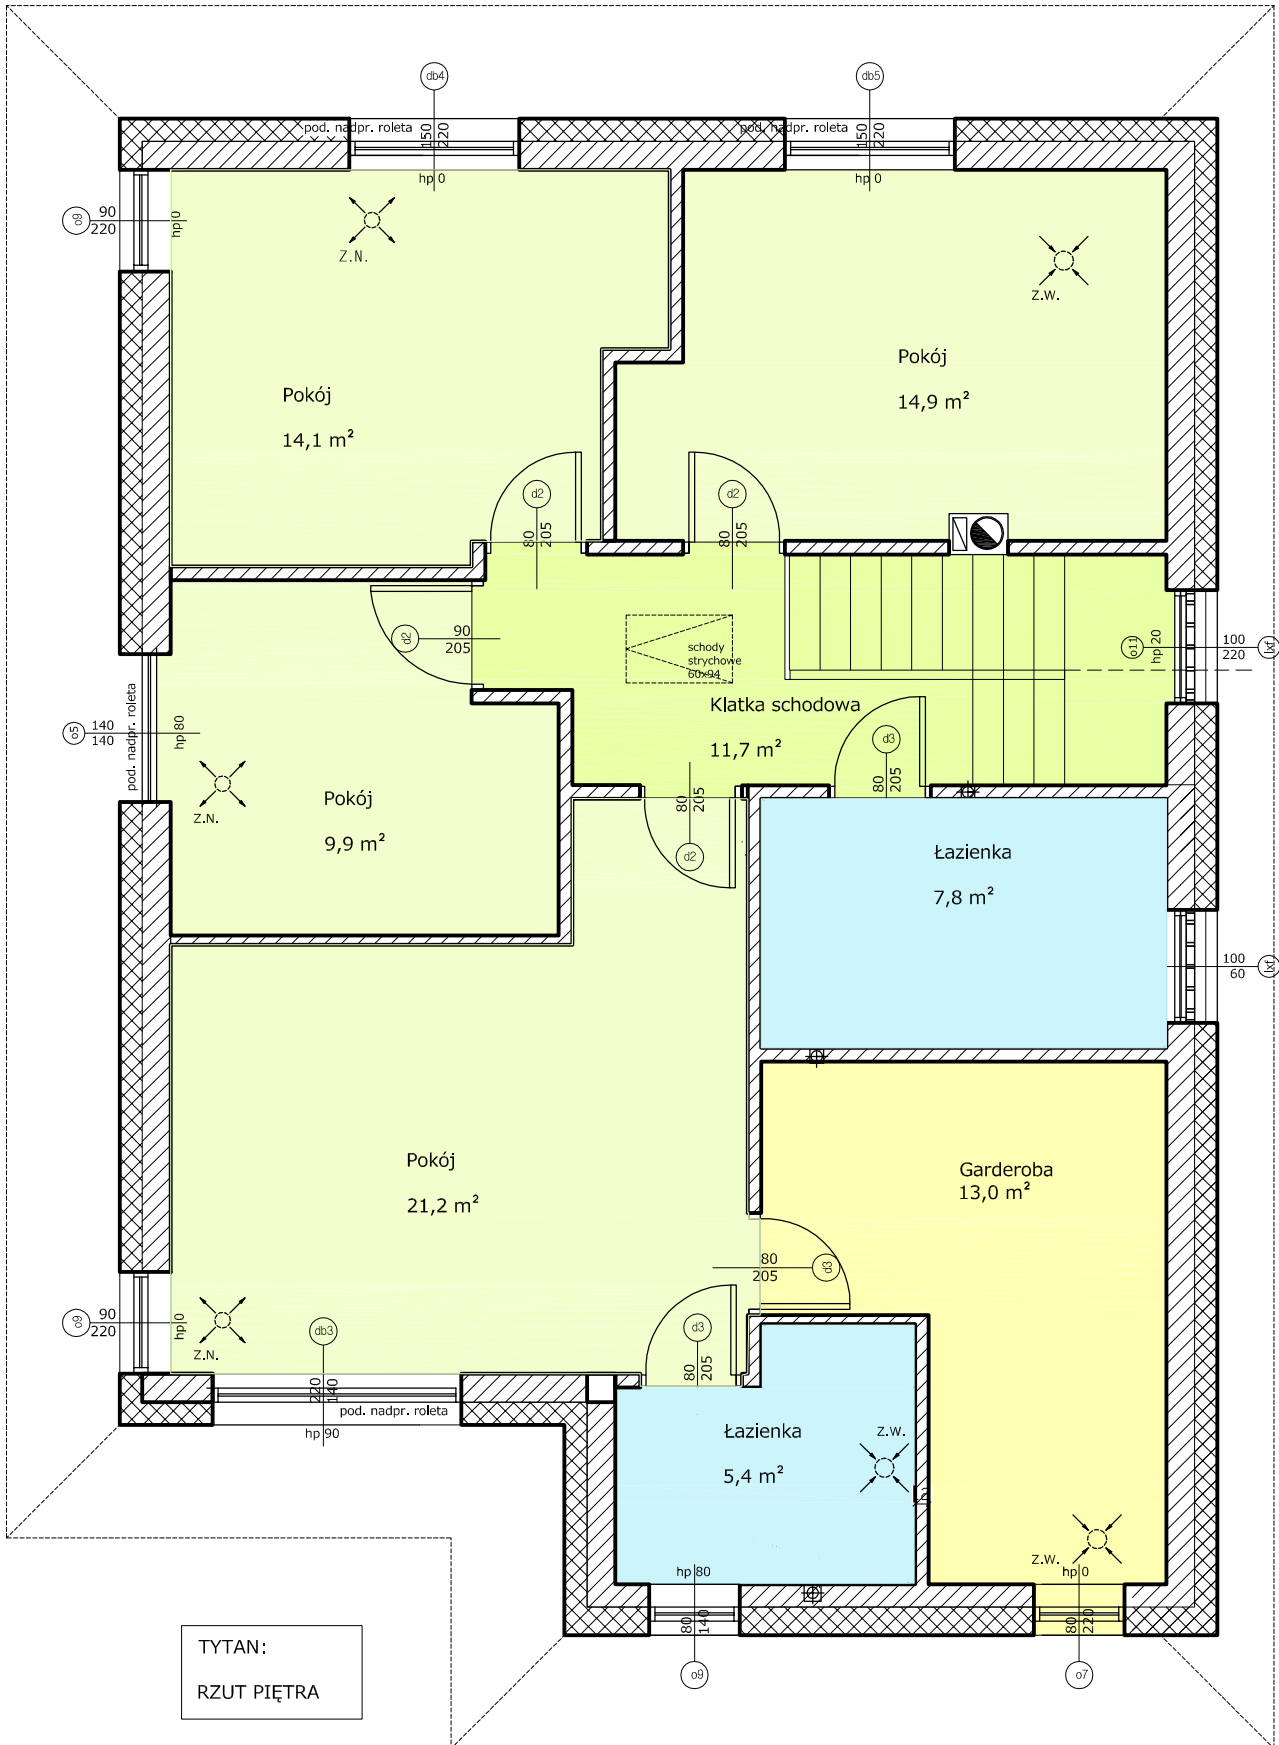 db4
db5
pod. nadpr. roleta
150
220
pod. nadpr. roleta
150
220
hp 0
hp 0
o9
90
220
hp 0
Z.N.
Z.W.
Pokój
14,1 m²
Pokój
14,9 m²
d2
80
205
d2
80
205
d2
90
205
schody
strychowe
60x94
o11
hp 120
100
220
lxf
Klatka schodowa
11,7 m²
o5
140
140
pod. nadpr. roleta
hp 80
d3
80
205
Z.N.
Pokój
9,9 m²
80
205
d2
Łazienka
7,8 m²
100
60
lxf
Pokój
21,2 m²
Garderoba
13,0 m²
80
205
d3
o9
90
220
hp 0
Z.N.
db3
d3
80
205
220
140
pod. nadpr. roleta
hp 90
Łazienka
5,4 m²
Z.W.
Z.W.
hp 80
hp 0
80
140
80
220
o9
o7
TYTAN:
RZUT PIĘTRA